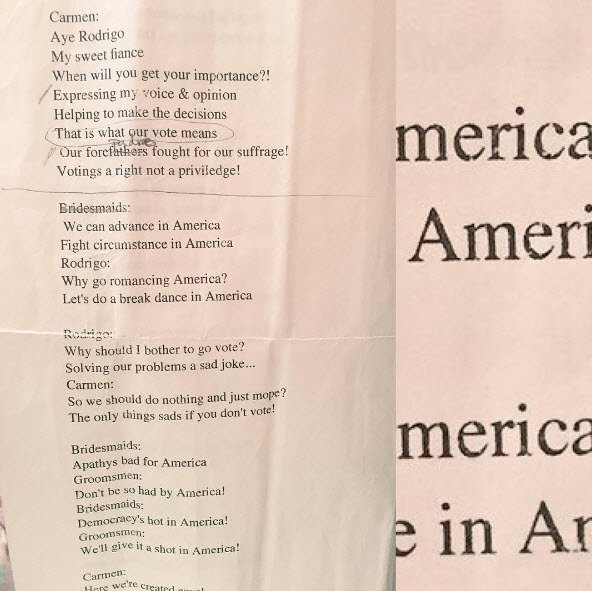 Carmen:
Aye Rodrigo
My sweet fiance
When will you get your importance?!
Expressing my voice & opinion
Helping to make the decisions
That is what our vote means
Our forefathers fought for our suffrage!
Votings a right not a priviledge!
Bridesmaids:
We can advance in America
Fight circumstance in America
Rodrigo:
Why go romancing America?
Let's do a break dance in America
Rodrigo:
Why should I bother to go vote?
Solving our problems a sad joke...
Carmen:
So we should do nothing and just mope?
The only things sads if you don't vote!
Bridesmaids:
Apathys bad for America
Groomsmen:
Don't be so had by America!
Bridesmaids:
Democracy's hot in America!
Groomsmen:
We'll give it a shot in America!
Carmen:
Here we're created
merica
Ameri
merica
e in Ar